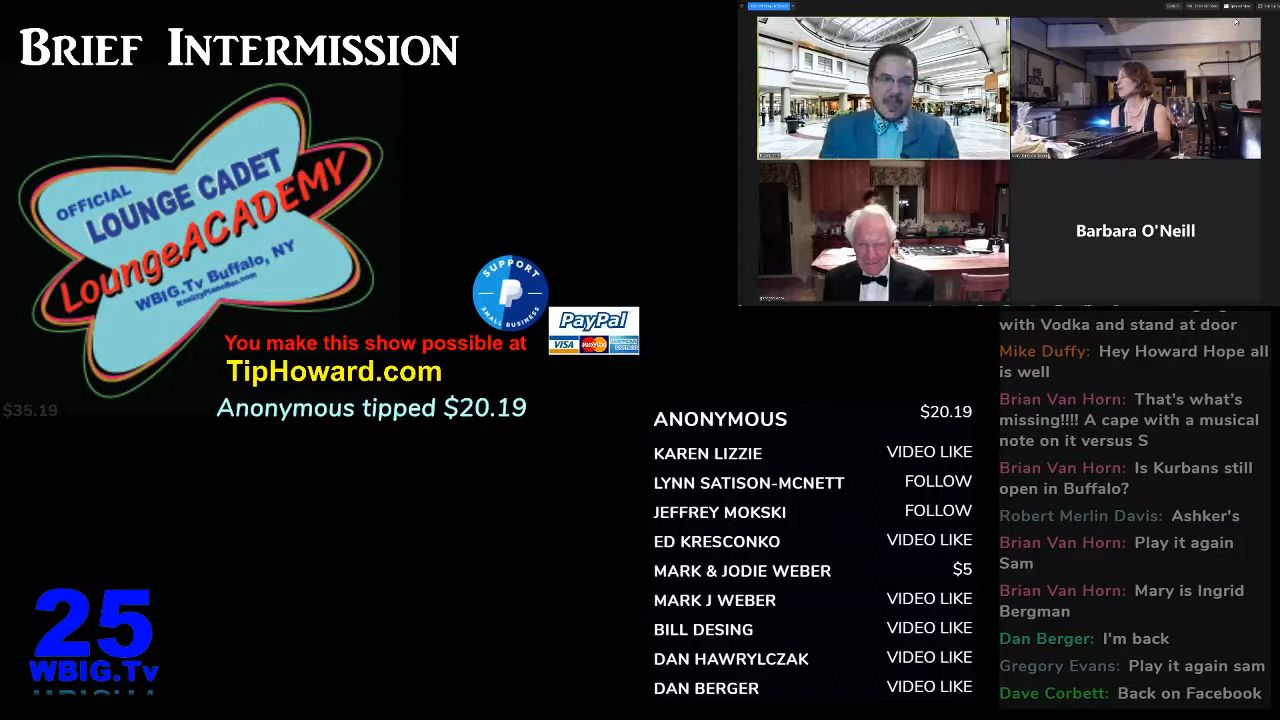 BRIEF INTERMISSION
OFFICIAL
LOUNGE CADET
LoungeACADEMY
WBIG.Tv Buffalo, NY
RealityPianoBar.com
SUPPORT
SMALL BUSINESS
PayPal
VISA
You make this show possible at
TipHoward.com
Anonymous tipped $20.19
$35.19
25
WBIG.Tv
Barbara O'Neill
ANONYMOUS $20.19
KAREN LIZZIE VIDEO LIKE
LYNN SATISON-MCNETT FOLLOW
JEFFREY MOKSKI FOLLOW
ED KRESCONKO VIDEO LIKE
MARK & JODIE WEBER $5
MARK J WEBER VIDEO LIKE
BILL DESING VIDEO LIKE
DAN HAWRYLCZAK VIDEO LIKE
DAN BERGER VIDEO LIKE
with Vodka and stand at door
Mike Duffy: Hey Howard Hope all
is well
Brian Van Horn: That's what's
missing!!!! A cape with a musical
note on it versus S
Brian Van Horn: Is Kurbans still
open in Buffalo?
Robert Merlin Davis: Ashker's
Brian Van Horn: Play it again
Sam
Brian Van Horn: Mary is Ingrid
Bergman
Dan Berger: I'm back
Gregory Evans: Play it again sam
Dave Corbett: Back on Facebook